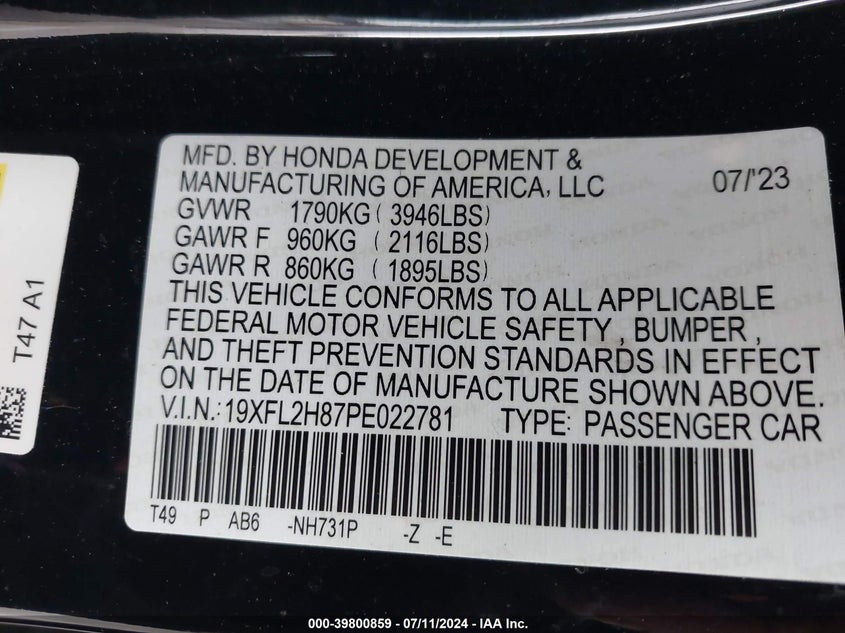 MFD. BY HONDA DEVELOPMENT &
MANUFACTURING OF AMERICA, LLC 07/'23
GVWR 1790KG ( 3946LBS)
GAWR F 960KG ( 2116LBS)
GAWR R 860KG ( 1895LBS)
THIS VEHICLE CONFORMS TO ALL APPLICABLE
FEDERAL MOTOR VEHICLE SAFETY , BUMPER ,
AND THEFT PREVENTION STANDARDS IN EFFECT
ON THE DATE OF MANUFACTURE SHOWN ABOVE.
V.I.N.: 19XFL2H87PE022781 TYPE: PASSENGER CAR
T49 P AB6 -NH731P -Z -E
T47 A1
000-39800859 - 07/11/2024 - IAA Inc.